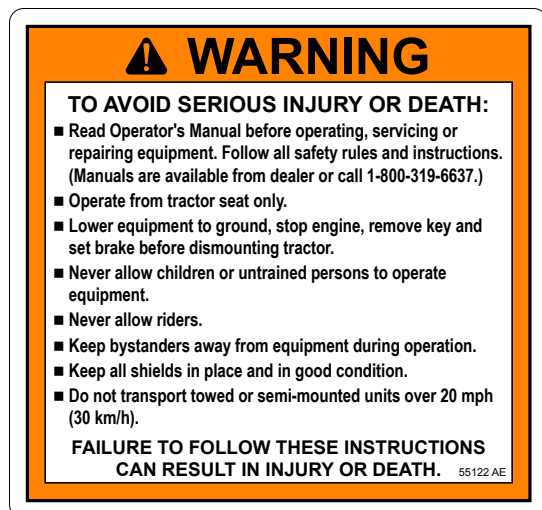 WARNING
TO AVOID SERIOUS INJURY OR DEATH:
■ Read Operator's Manual before operating, servicing or
repairing equipment. Follow all safety rules and instructions.
(Manuals are available from dealer or call 1-800-319-6637.)
■ Operate from tractor seat only.
■ Lower equipment to ground, stop engine, remove key and
set brake before dismounting tractor.
■ Never allow children or untrained persons to operate
equipment.
■ Never allow riders.
■ Keep bystanders away from equipment during operation.
■ Keep all shields in place and in good condition.
■ Do not transport towed or semi-mounted units over 20 mph
(30 km/h).
FAILURE TO FOLLOW THESE INSTRUCTIONS
CAN RESULT IN INJURY OR DEATH. 55122 AE